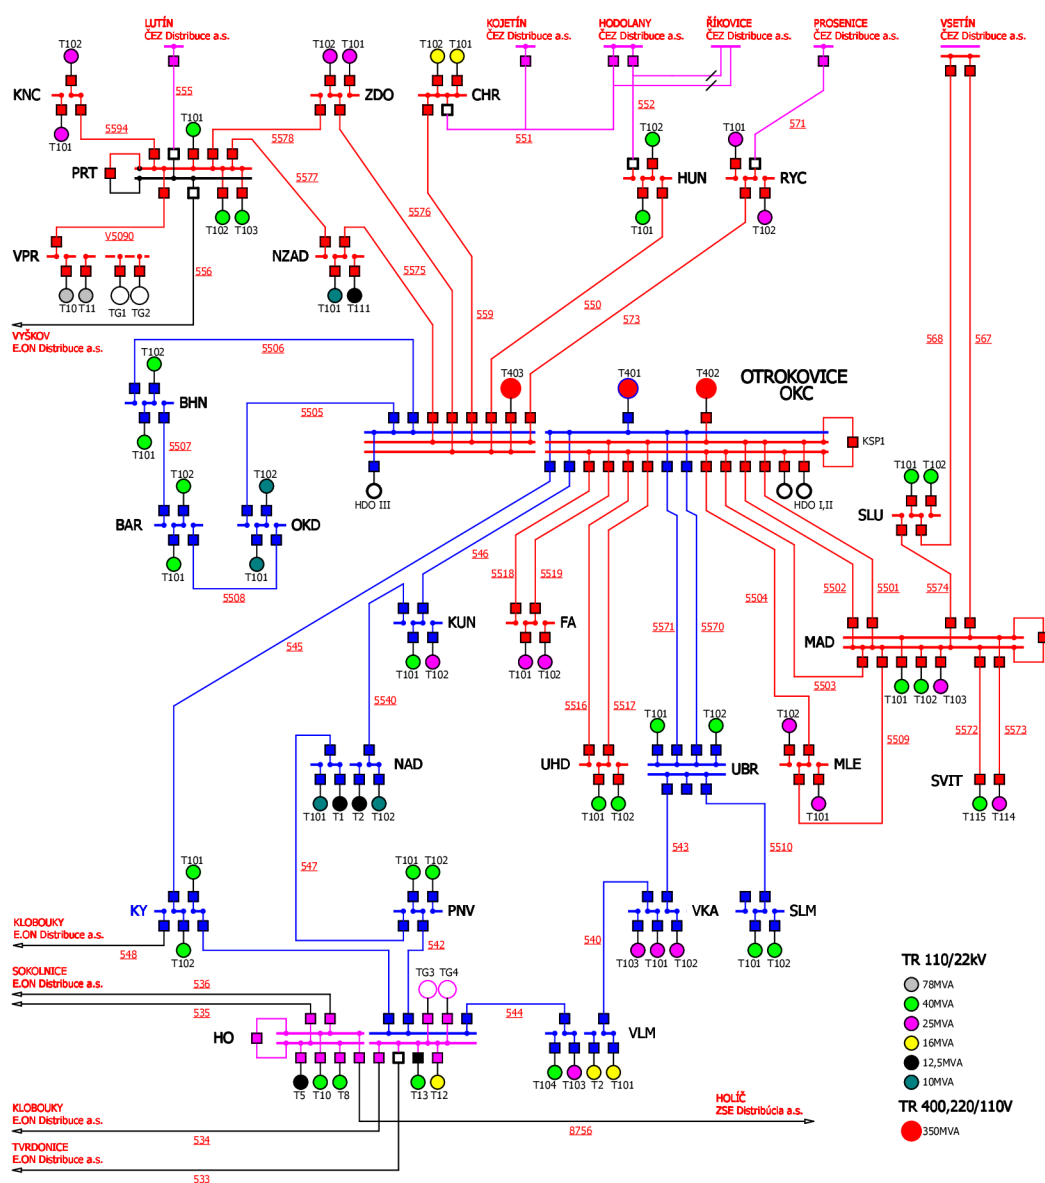 LUTÍN
ČEZ Distribuce a.s.
KOJETÍN
ČEZ Distribuce a.s.
HODOLANY
ČEZ Distribuce a.s.
ŘÍKOVICE
ČEZ Distribuce a.s.
PROSENICE
ČEZ Distribuce a.s.
VSETÍN
ČEZ Distribuce a.s.
T102
KNC
T101
555
5594
T101
5578
T102
T101
ZDO
T102
T101
CHR
551
552
T102
HUN
T101
571
T101
RYC
T102
PRT
T102
T103
5577
5576
V5090
VPR
T10
T11
TG1
TG2
556
NZAD
T101
T111
5575
559
550
573
568
567
VYŠKOV
E.ON Distribuce a.s.
5506
T102
BHN
T101
5505
5507
T403
T401
T402
OTROKOVICE
OKC
KSP1
HDO III
HDO I,II
T102
BAR
T101
T102
OKD
T101
5508
T101
T102
SLU
546
5518
5519
5504
5502
5501
5574
KUN
T101
T102
FA
T101
T102
545
5571
5570
MAD
T101
T102
T103
5503
5540
5516
5517
T101
T102
T102
5509
5572
5573
NAD
T101
T1
T2
T102
UHD
T101
T102
UBR
MLE
T101
SVIT
T115
T114
547
543
5510
T101
KY
T102
T101
T102
PNV
542
VKA
T103
T101
T102
SLM
T101
T102
KLOBOUKY
E.ON Distribuce a.s.
548
540
SOKOLNICE
E.ON Distribuce a.s.
536
535
TG3
TG4
544
HO
T5
T10
T8
T13
T12
VLM
T104
T103
T2
T101
TR 110/22kV
78MVA
40MVA
25MVA
16MVA
12,5MVA
10MVA
TR 400,220/110V
350MVA
KLOBOUKY
E.ON Distribuce a.s.
534
HOLÍČ
ZSE Distribúcia a.s.
8756
TVRDONICE
E.ON Distribuce a.s.
533